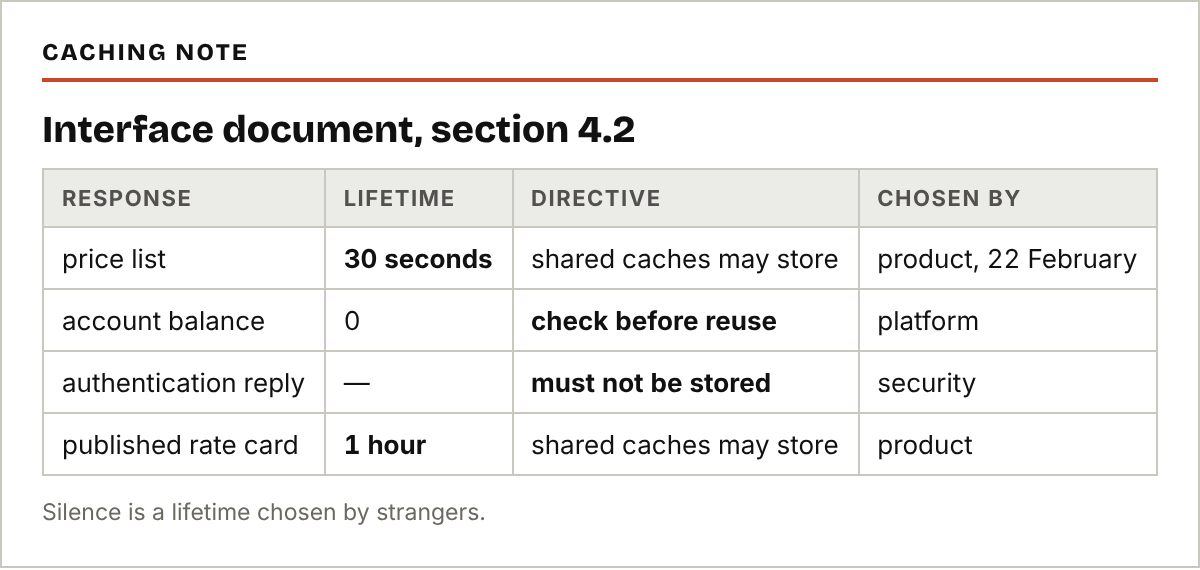 CACHING NOTE
Interface document, section 4.2
RESPONSE LIFETIME DIRECTIVE CHOSEN BY
price list 30 seconds shared caches may store product, 22 February
account balance 0 check before reuse platform
authentication reply — must not be stored security
published rate card 1 hour shared caches may store product
Silence is a lifetime chosen by strangers.